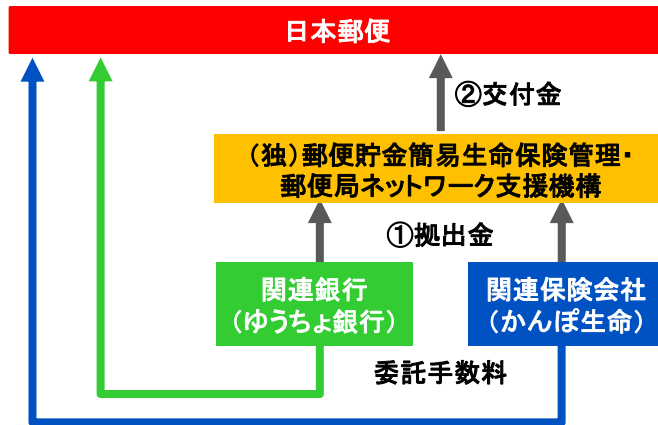 日本郵便
②交付金
（独）郵便貯金簡易生命保険管理・
郵便局ネットワーク支援機構
①拠出金
関連銀行
（ゆうちょ銀行）
関連保険会社
（かんぽ生命）
委託手数料